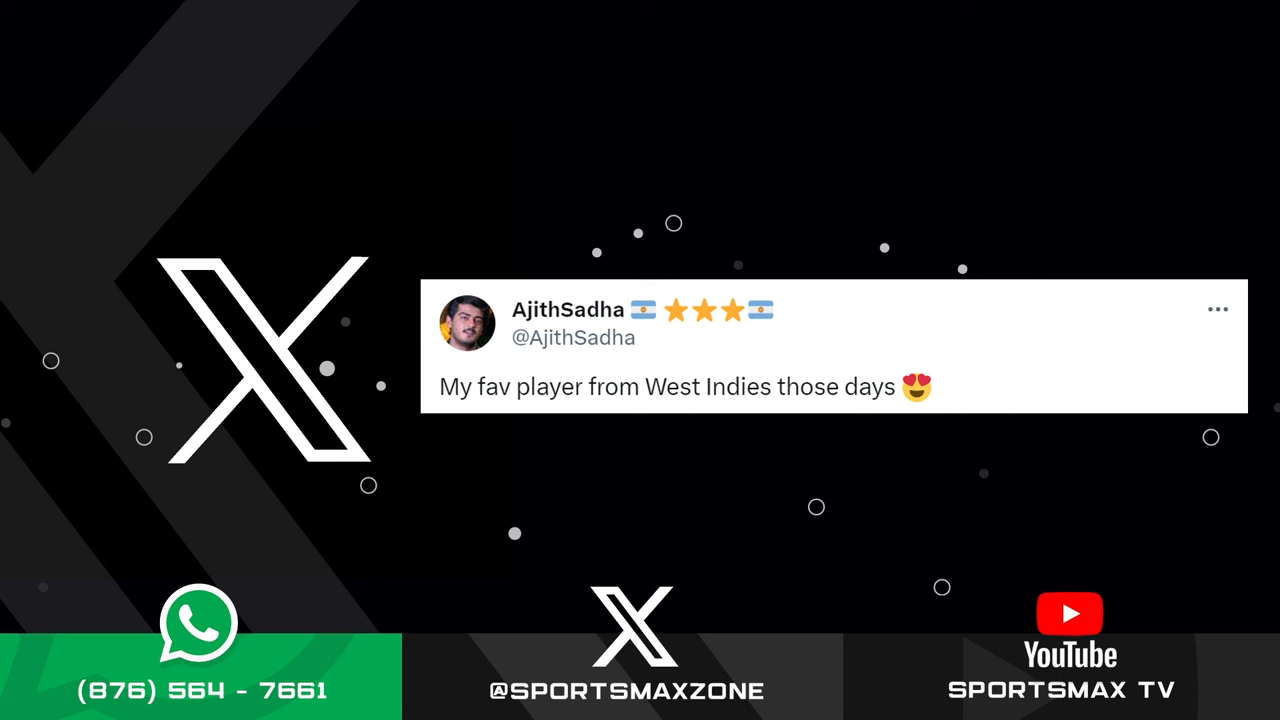 AjithSadha 🇦🇷 ⭐⭐⭐🇦🇷
@AjithSadha
My fav player from West Indies those days 😍
(876) 564 - 7661
@SPORTSMAXZONE
YouTube
SPORTSMAX TV